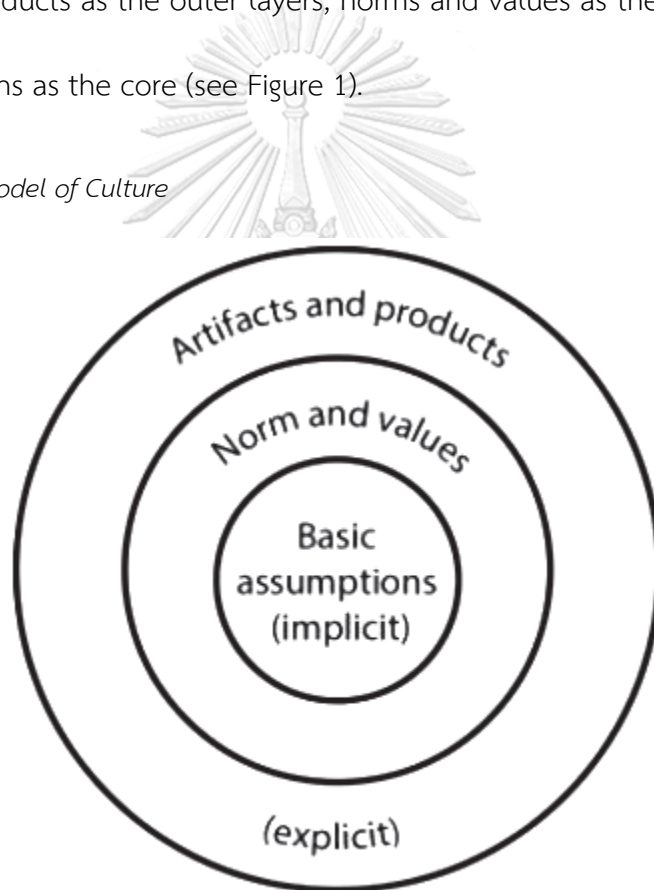 ducts as the outer layers, norms and values as the
ns as the core (see Figure 1).
odel of Culture
Artifacts and products
Norm and values
Basic
assumptions
(implicit)
(explicit)